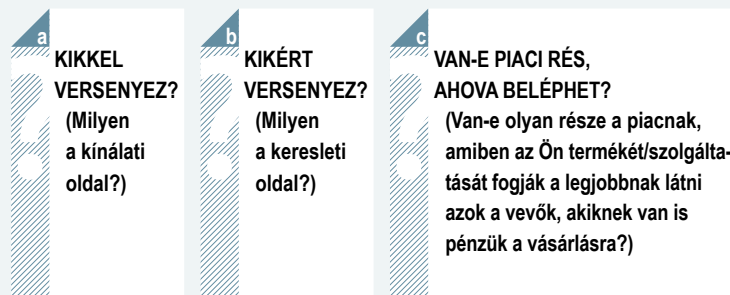 a
KIKKEL
VERSENYEZ?
(Milyen
a kínálati
oldal?)
b
KIKÉRT
VERSENYEZ?
(Milyen
a keresleti
oldal?)
c
VAN-E PIACI RÉS,
AHOVA BELÉPHET?
(Van-e olyan része a piacnak,
amiben az Ön termékét/szolgálta-
tását fogják a legjobbnak látni
azok a vevők, akiknek van is
pénzük a vásárlásra?)